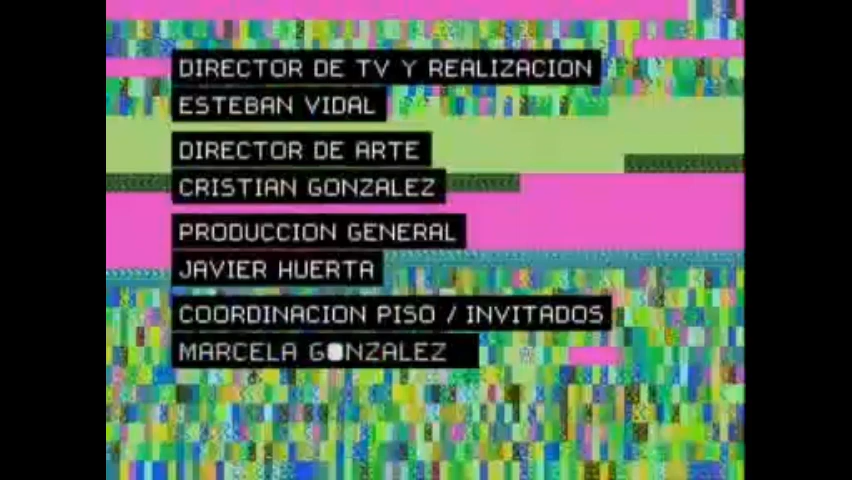 DIRECTOR DE TV Y REALIZACION
ESTEBAN VIDAL
DIRECTOR DE ARTE
CRISTIAN GONZALEZ
PRODUCCION GENERAL
JAVIER HUERTA
COORDINACION PISO / INVITADOS
MARCELA GONZALEZ